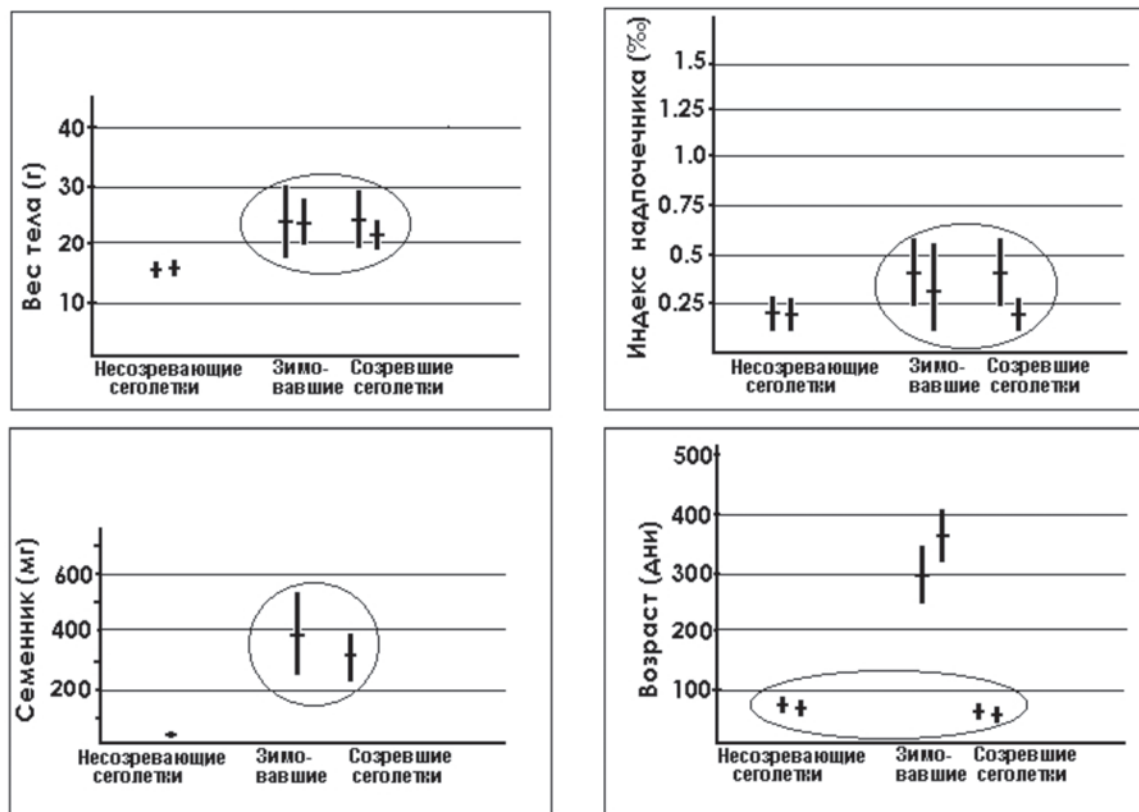 Вес тела (г)
40
30
20
10
Несозревающие
сеголетки
Зимо-
вавшие
Созревшие
сеголетки
Индекс надпочечника (‰)
1.5
1.25
1.0
0.75
0.5
0.25
Несозревающие
сеголетки
Зимо-
вавшие
Созревшие
сеголетки
Семенник (мг)
600
400
200
Несозревающие
сеголетки
Зимо-
вавшие
Созревшие
сеголетки
Возраст (дни)
500
400
300
200
100
Несозревающие
сеголетки
Зимо-
вавшие
Созревшие
сеголетки